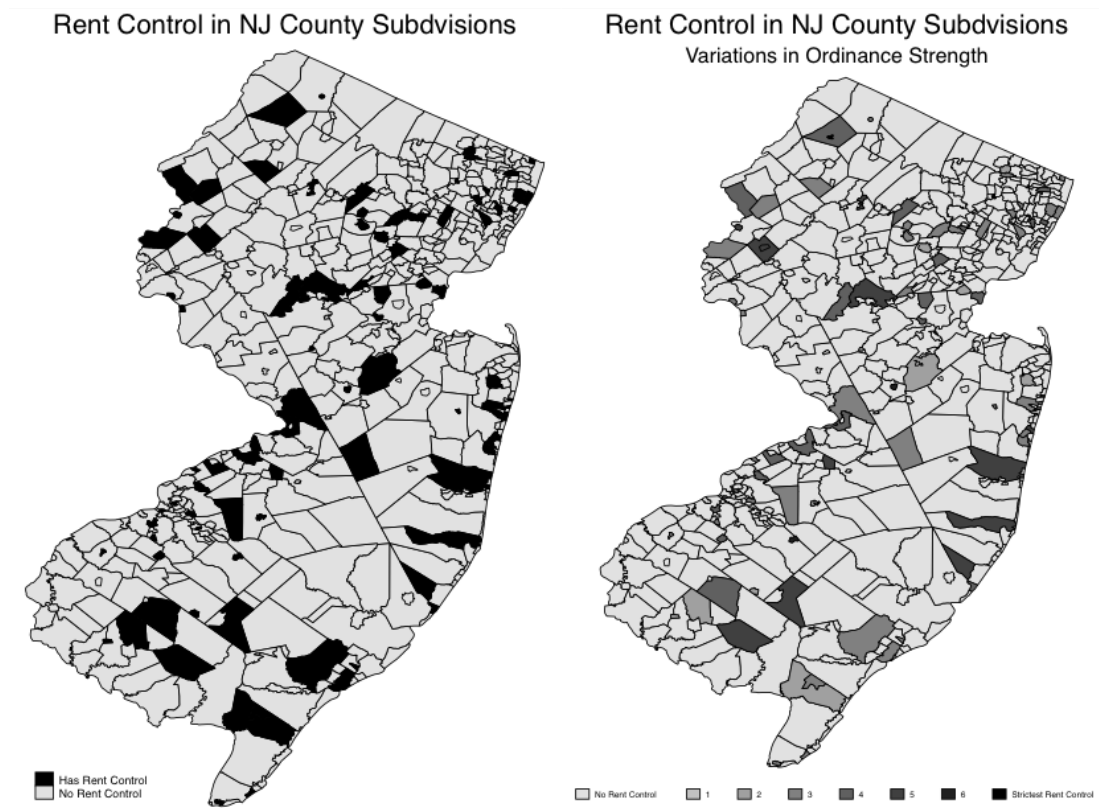 Rent Control in NJ County Subdvisions
Has Rent Control
No Rent Control
Rent Control in NJ County Subdvisions
Variations in Ordinance Strength
No Rent Control 1 2 3 4 5 6 Strictest Rent Control